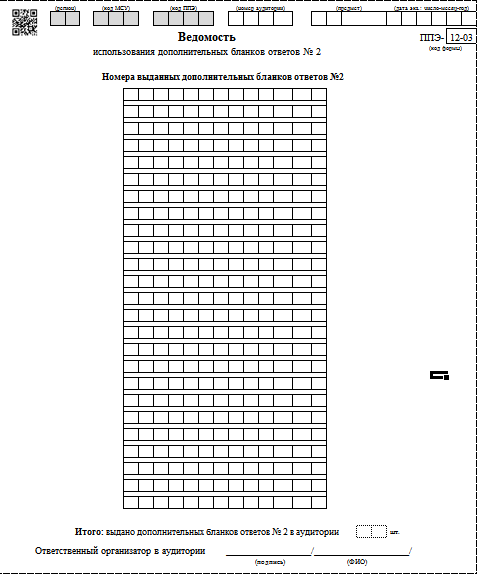 (регион) (код МСУ) (код ППЭ) (номер аудитории) (предмет) (дата экз.: число-месяц-год)
Ведомость
ППЭ- 12-03
(код формы)
использования дополнительных бланков ответов № 2
Номера выданных дополнительных бланков ответов №2
Итого: выдано дополнительных бланков ответов № 2 в аудитории шт.
Ответственный организатор в аудитории / /
(подпись) (ФИО)